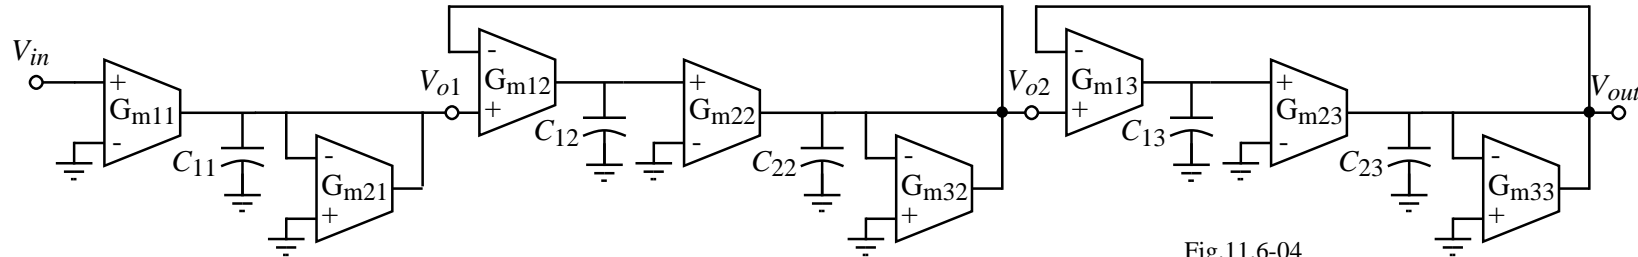 V_in
+
G_m11
-
C_11
-
G_m21
+
V_o1
-
G_m12
+
C_12
+
G_m22
-
C_22
-
G_m32
+
V_o2
-
G_m13
+
C_13
+
G_m23
-
C_23
-
G_m33
+
V_out
Fig.11.6-04